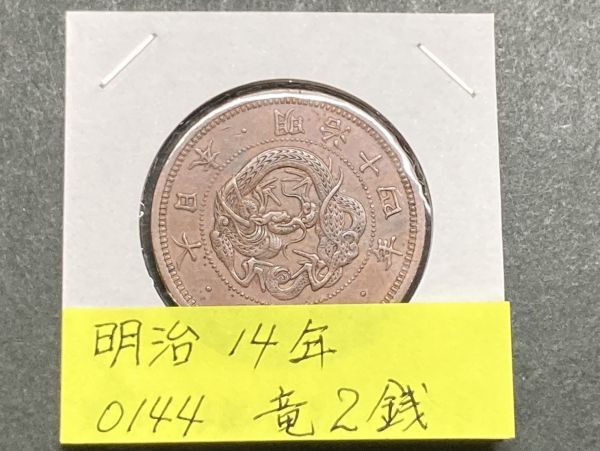 大日本・明治十四年・
明治 14年
0144 竜2銭